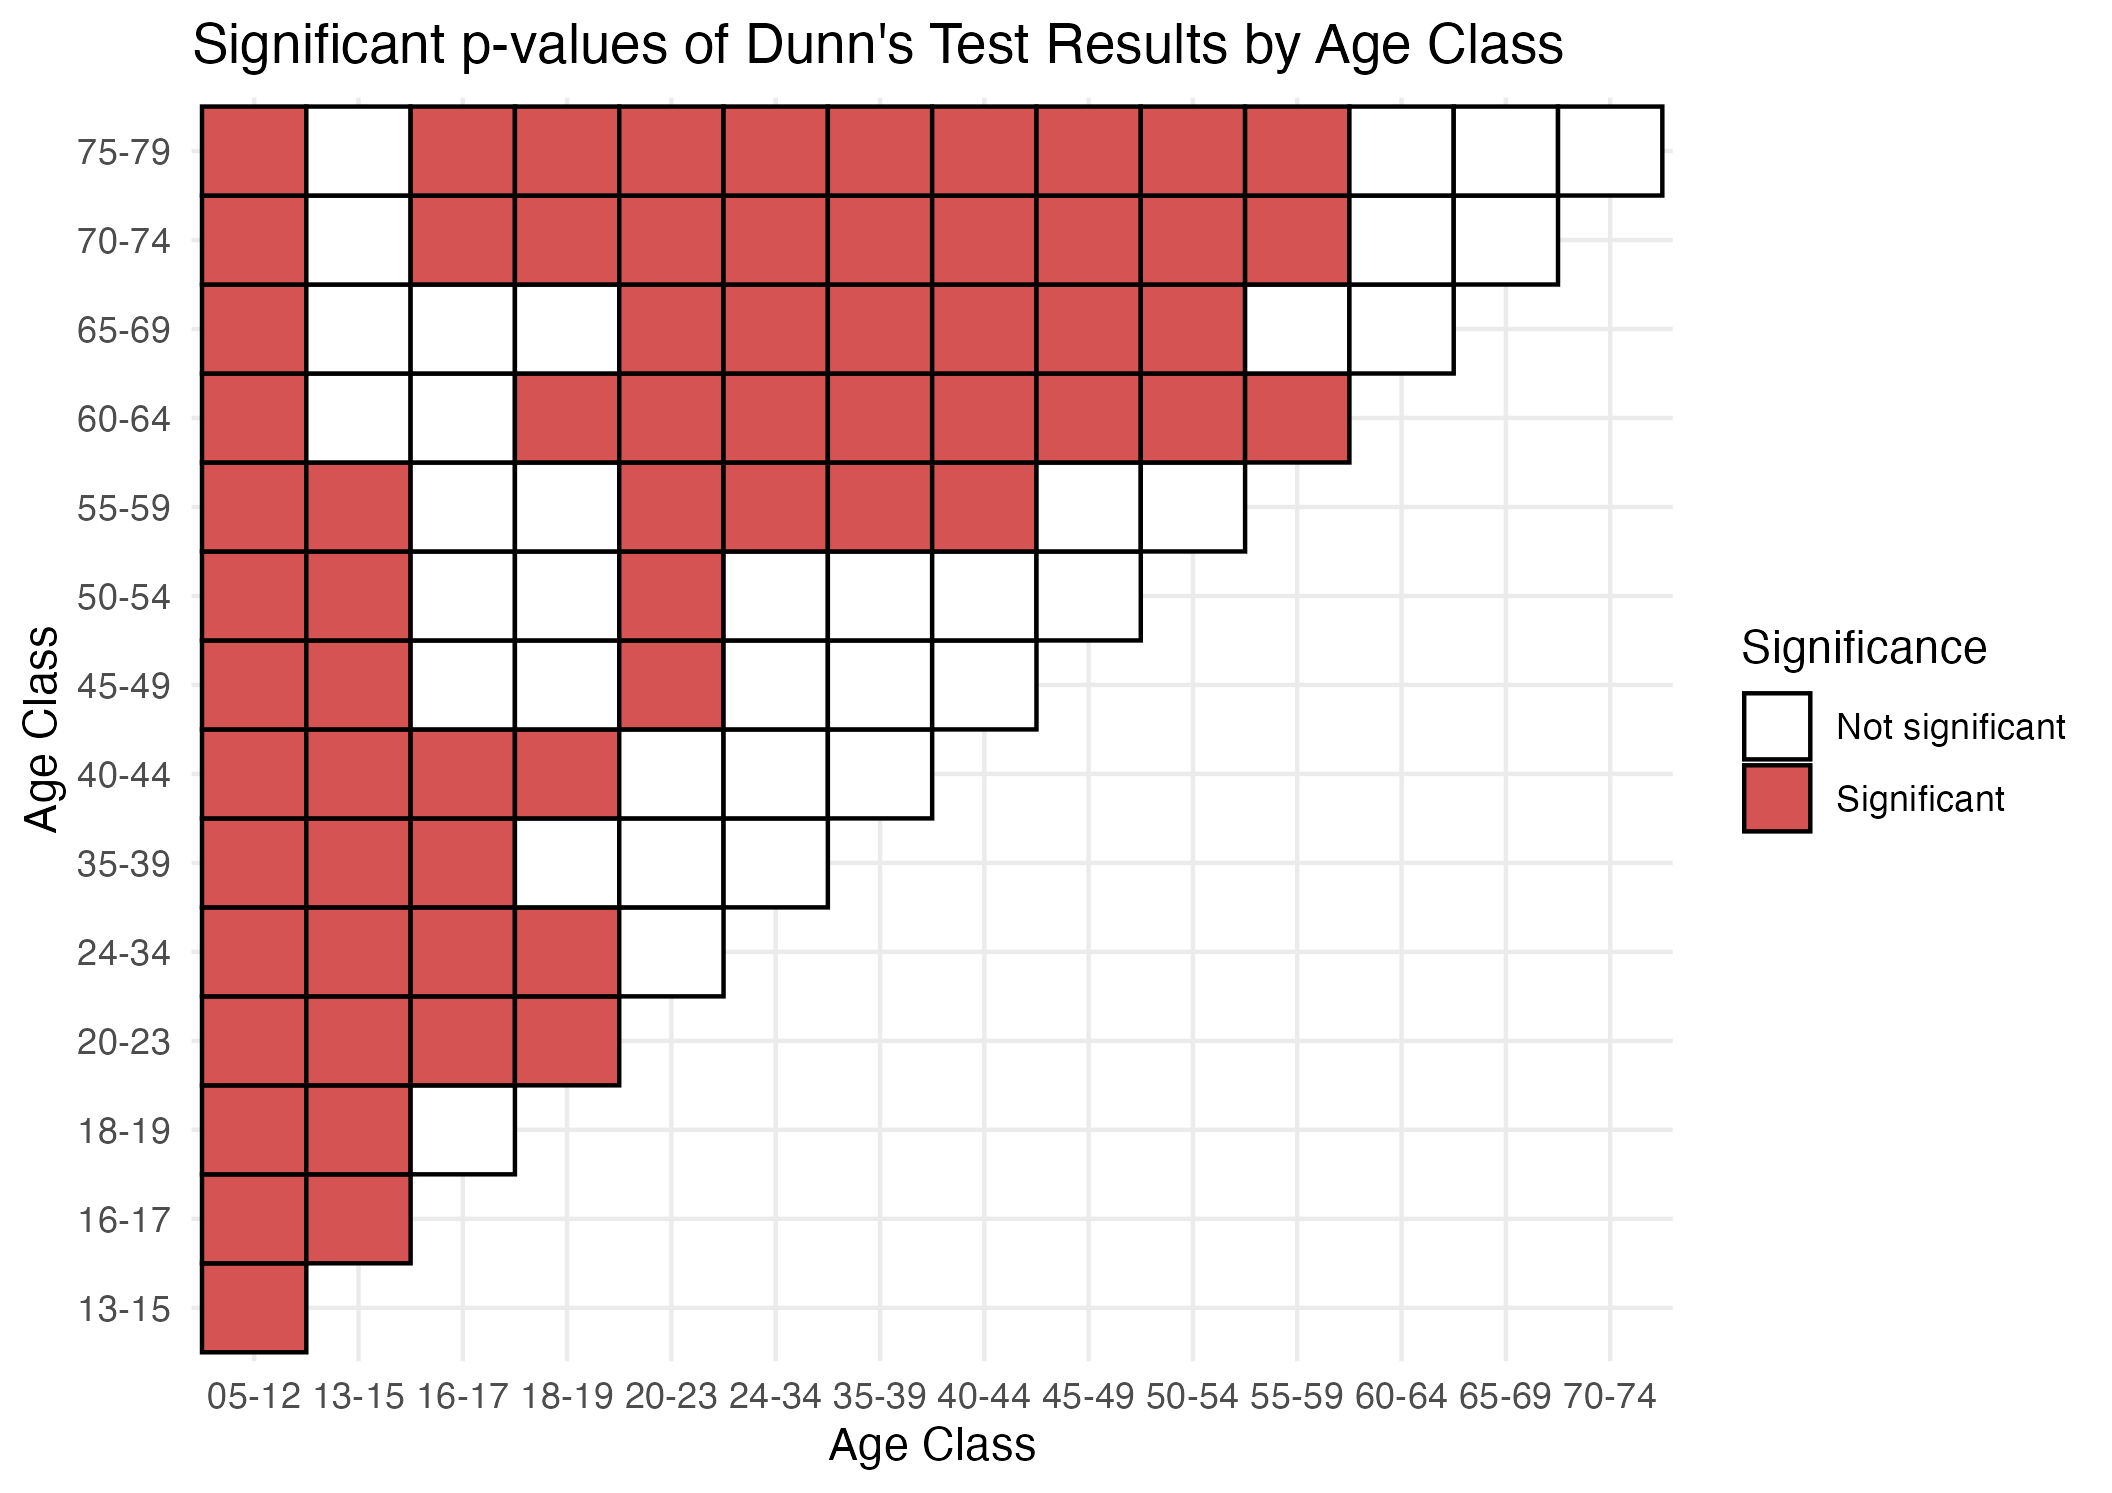 Significant p-values of Dunn's Test Results by Age Class
75-79
70-74
65-69
60-64
55-59
50-54
45-49
40-44
35-39
24-34
20-23
18-19
16-17
13-15
Age Class
05-12 13-15 16-17 18-19 20-23 24-34 35-39 40-44 45-49 50-54 55-59 60-64 65-69 70-74
Age Class
Significance
Not significant
Significant